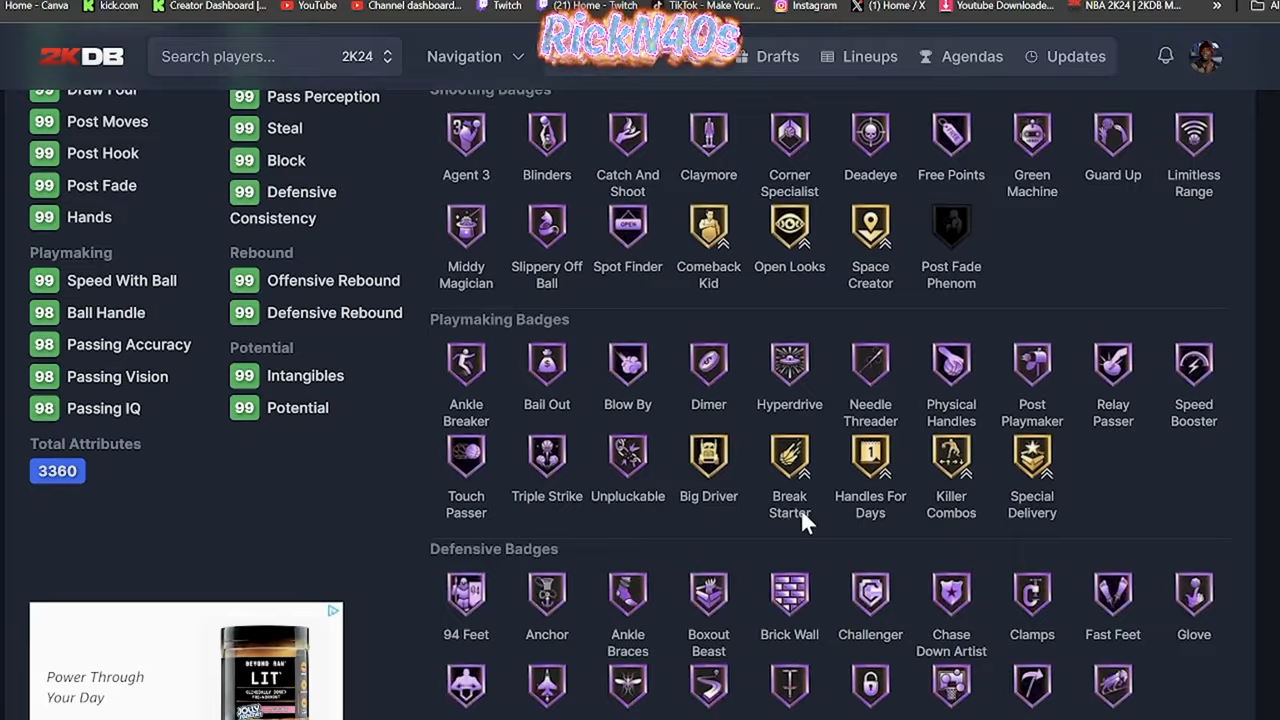 Home - Canva kick.com Creator Dashboard |... YouTube Channel dashboard... Twitch (21) Home - Twitch TikTok - Make Your... Instagram (1) Home / X Youtube Downloade... NBA 2K24 | 2KDB M... »
RickN40s
2KDB Search players... 2K24 Navigation Drafts Lineups Agendas Updates
Draw Foul
99 Post Moves
99 Post Hook
99 Post Fade
99 Hands
Playmaking
99 Speed With Ball
98 Ball Handle
98 Passing Accuracy
98 Passing Vision
98 Passing IQ
Total Attributes
3360
99 Pass Perception
99 Steal
99 Block
99 Defensive
Consistency
Rebound
99 Offensive Rebound
99 Defensive Rebound
Potential
99 Intangibles
99 Potential
Shooting Badges
Agent 3 Blinders Catch And Shoot Claymore Corner Specialist Deadeye Free Points Green Machine Guard Up Limitless Range
Middy Magician Slippery Off Ball Spot Finder Comeback Kid Open Looks Space Creator Post Fade Phenom
Playmaking Badges
Ankle Breaker Bail Out Blow By Dimer Hyperdrive Needle Threader Physical Handles Post Playmaker Relay Passer Speed Booster
Touch Passer Triple Strike Unpluckable Big Driver Break Starter Handles For Days Killer Combos Special Delivery
Defensive Badges
94 Feet Anchor Ankle Braces Boxout Beast Brick Wall Challenger Chase Down Artist Clamps Fast Feet Glove
Power Through
Your Day
BEYOND RAW
LIT
JOLLY